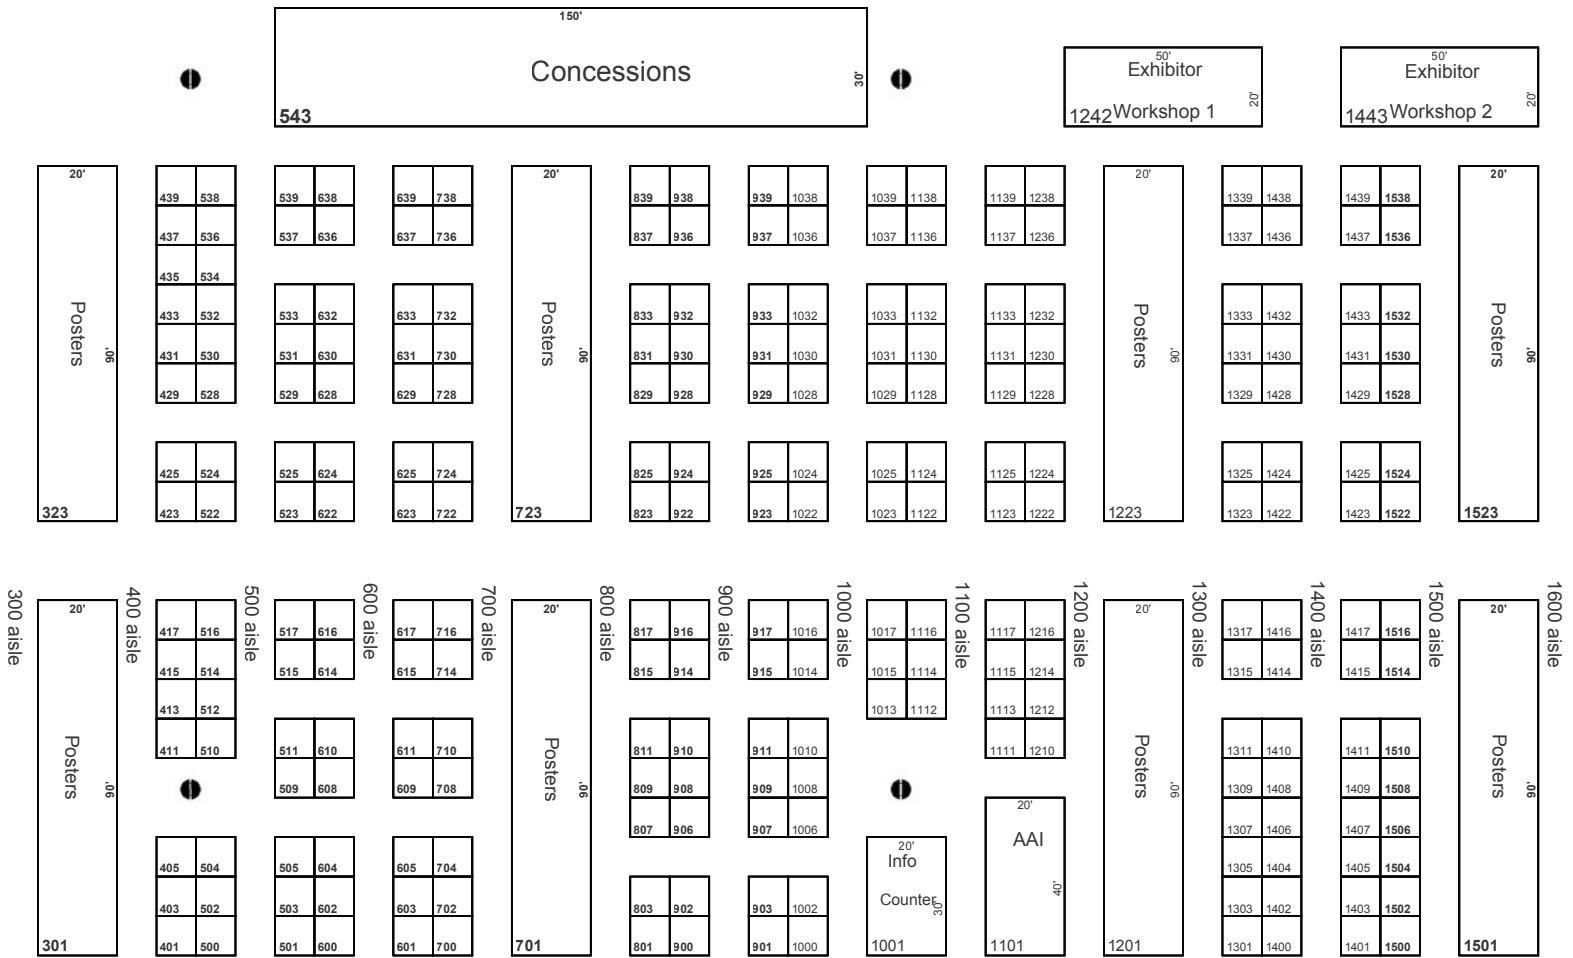 150'
Concessions
30'
543
50'
Exhibitor
20'
1242 Workshop 1
50'
Exhibitor
20'
1443 Workshop 2
20' 20' 20' 20'
439 538 539 638 639 738 839 938 939 1038 1039 1138 1139 1238 1339 1438 1439 1538
437 536 537 636 637 736 837 936 937 1036 1037 1136 1137 1236 1337 1436 1437 1536
435 534
433 532 533 632 633 732 833 932 933 1032 1033 1132 1133 1232 1333 1432 1433 1532
Posters Posters Posters Posters
431 530 531 630 631 730 831 930 931 1030 1031 1130 1131 1230 1331 1430 1431 1530
90' 90' 90' 90'
429 528 529 628 629 728 829 928 929 1028 1029 1128 1129 1228 1329 1428 1429 1528
425 524 525 624 625 724 825 924 925 1024 1025 1124 1125 1224 1325 1424 1425 1524
323 423 522 523 622 623 722 723 823 922 923 1022 1023 1122 1123 1222 1223 1323 1422 1423 1522 1523
300 aisle 400 aisle 500 aisle 600 aisle 700 aisle 800 aisle 900 aisle 1000 aisle 1100 aisle 1200 aisle 1300 aisle 1400 aisle 1500 aisle 1600 aisle
20' 20' 20' 20'
417 516 517 616 617 716 817 916 917 1016 1017 1116 1117 1216 1317 1416 1417 1516
415 514 515 614 615 714 815 914 915 1014 1015 1114 1115 1214 1315 1414 1415 1514
413 512 1013 1112 1113 1212
411 510 511 610 611 710 811 910 911 1010 1111 1210 1311 1410 1411 1510
Posters Posters Posters Posters
509 608 609 708 809 908 909 1008 1309 1408 1409 1508
90' 90' 90' 90'
807 906 907 1006 1307 1406 1407 1506
20'
AAI
40'
1101
20'
Info
Counter
30'
1001
405 504 505 604 605 704 1305 1404 1405 1504
403 502 503 602 603 702 803 902 903 1002 1303 1402 1403 1502
301 401 500 501 600 601 700 701 801 900 901 1000 1201 1301 1400 1401 1500 1501